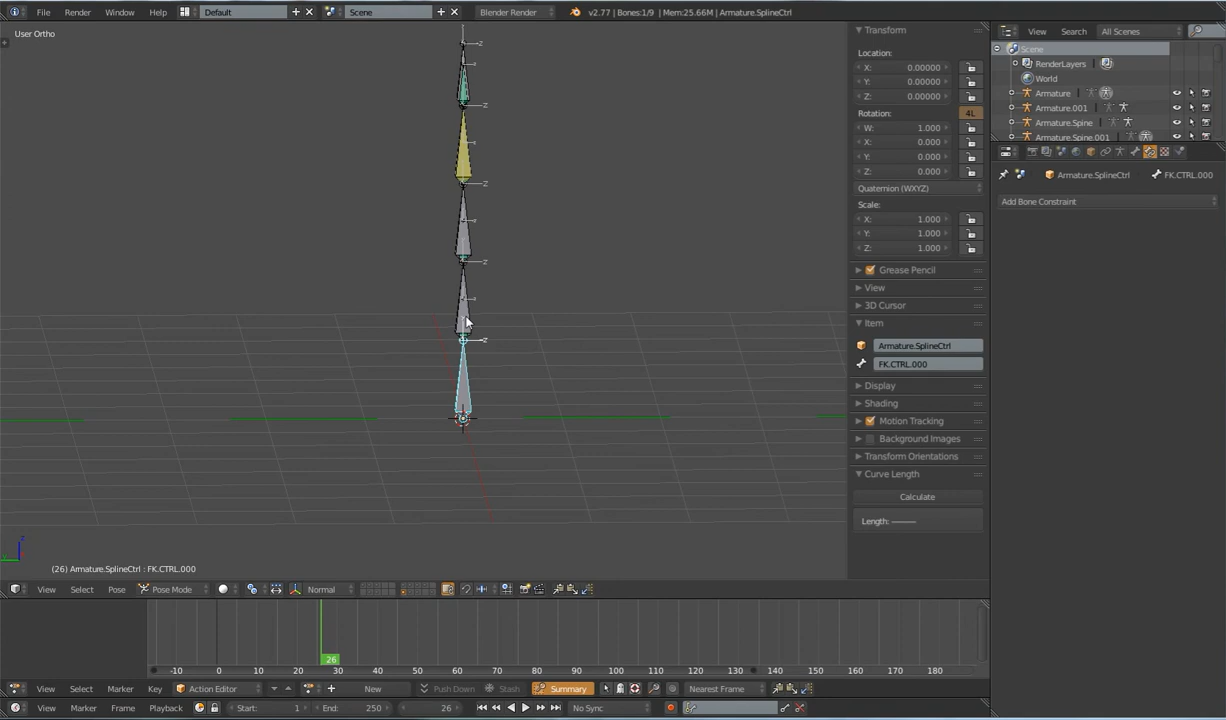 File Render Window Help Default Scene Blender Render v2.77 | Bones:1/9 | Mem:25.66M | Armature.SplineCtrl
User Ortho
Transform
Location:
X: 0.00000
Y: 0.00000
Z: 0.00000
Rotation: 4L
W: 1.000
X: 0.000
Y: 0.000
Z: 0.000
Quaternion (WXYZ)
Scale:
X: 1.000
Y: 1.000
Z: 1.000
Grease Pencil
View
3D Cursor
Item
Armature.SplineCtrl
FK.CTRL.000
Display
Shading
Motion Tracking
Background Images
Transform Orientations
Curve Length
Calculate
Length: ---------
View Search All Scenes
Scene
RenderLayers
World
Armature
Armature.001
Armature.Spine
Armature.Spine.001
Armature.SplineCtrl FK.CTRL.000
Add Bone Constraint
z
(26) Armature.SplineCtrl : FK.CTRL.000
View Select Pose Pose Mode Normal
26
-10 0 10 20 30 40 50 60 70 80 90 100 110 120 130 140 150 160 170 180
View Select Marker Key Action Editor New Push Down Stash Summary Nearest Frame
View Marker Frame Playback Start: 1 End: 250 26 No Sync